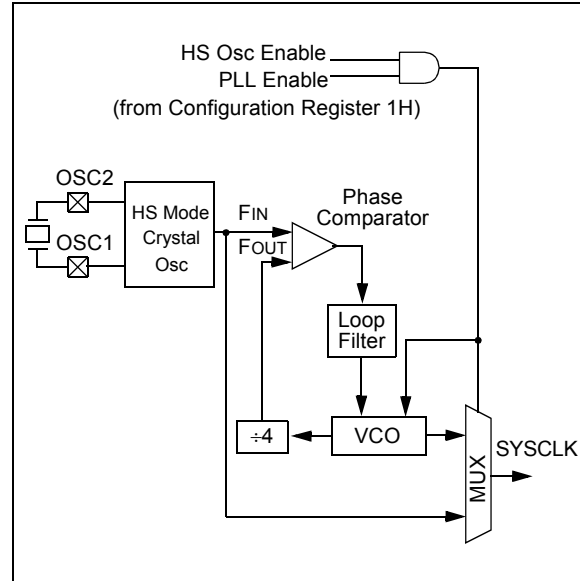 HS Osc Enable
PLL Enable
(from Configuration Register 1H)
OSC2
OSC1
HS Mode
Crystal
Osc
FIN
FOUT
Phase
Comparator
Loop
Filter
÷4
VCO
MUX
SYSCLK